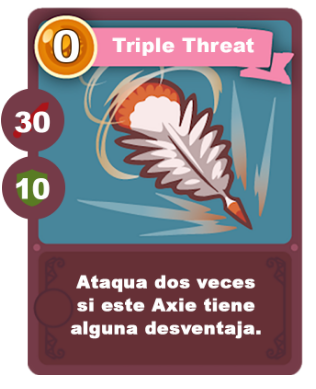 0
Triple Threat
30
10
Ataqua dos veces
si este Axie tiene
alguna desventaja.